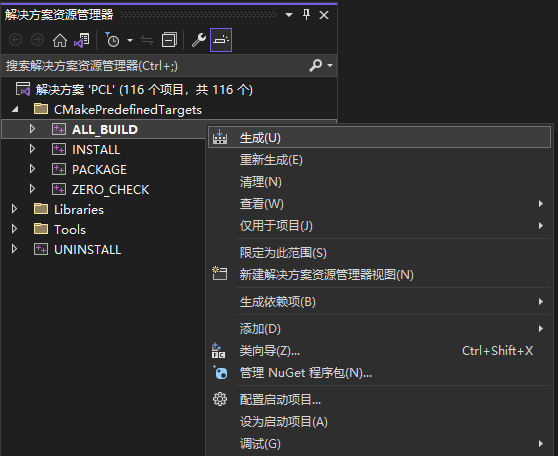 解决方案资源管理器
搜索解决方案资源管理器(Ctrl+;)
解决方案 'PCL' (116 个项目，共 116 个)
CMakePredefinedTargets
ALL_BUILD
INSTALL
PACKAGE
ZERO_CHECK
Libraries
Tools
UNINSTALL
生成(U)
重新生成(E)
清理(N)
查看(W)
仅用于项目(J)
限定为此范围(S)
新建解决方案资源管理器视图(N)
生成依赖项(B)
添加(D)
类向导(Z)... Ctrl+Shift+X
管理 NuGet 程序包(N)...
配置启动项目...
设为启动项目(A)
调试(G)